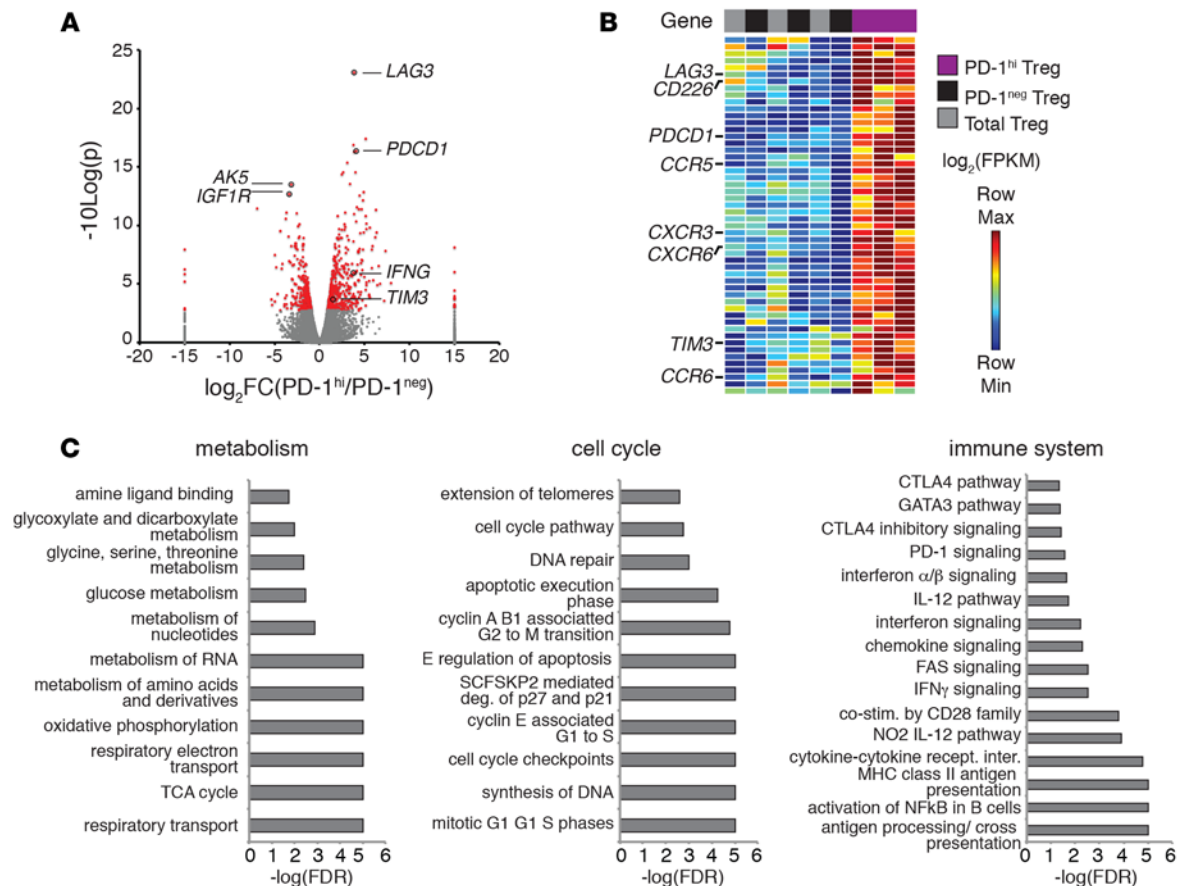 A
25
20
15
10
5
0
-10Log(p)
LAG3
PDCD1
AK5
IGF1R
IFNG
TIM3
-20 -15 -10 -5 0 5 10 15 20
log2FC(PD-1hi/PD-1neg)
B
Gene
LAG3
CD226
PDCD1
CCR5
CXCR3
CXCR6
TIM3
CCR6
PD-1hi Treg
PD-1neg Treg
Total Treg
log2(FPKM)
Row
Max
Row
Min
C
metabolism
amine ligand binding
glycoxylate and dicarboxylate
metabolism
glycine, serine, threonine
metabolism
glucose metabolism
metabolism of
nucleotides
metabolism of RNA
metabolism of amino acids
and derivatives
oxidative phosphorylation
respiratory electron
transport
TCA cycle
respiratory transport
0 1 2 3 4 5 6
-log(FDR)
cell cycle
extension of telomeres
cell cycle pathway
DNA repair
apoptotic execution
phase
cyclin A B1 associatted
G2 to M transition
E regulation of apoptosis
SCFSKP2 mediated
deg. of p27 and p21
cyclin E associated
G1 to S
cell cycle checkpoints
synthesis of DNA
mitotic G1 G1 S phases
0 1 2 3 4 5 6
-log(FDR)
immune system
CTLA4 pathway
GATA3 pathway
CTLA4 inhibitory signaling
PD-1 signaling
interferon α/β signaling
IL-12 pathway
interferon signaling
chemokine signaling
FAS signaling
IFNγ signaling
co-stim. by CD28 family
NO2 IL-12 pathway
cytokine-cytokine recept. inter.
MHC class II antigen
presentation
activation of NFkB in B cells
antigen processing/ cross
presentation
0 1 2 3 4 5 6
-log(FDR)